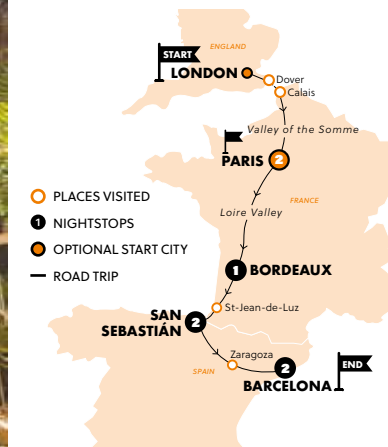 ENGLAND
START
LONDON
Dover
Calais
Valley of the Somme
PARIS
2
FRANCE
PLACES VISITED
1 NIGHTSTOPS
OPTIONAL START CITY
ROAD TRIP
Loire Valley
1 BORDEAUX
St-Jean-de-Luz
SAN
SEBASTIÁN
2
Zaragoza
SPAIN
2
BARCELONA
END